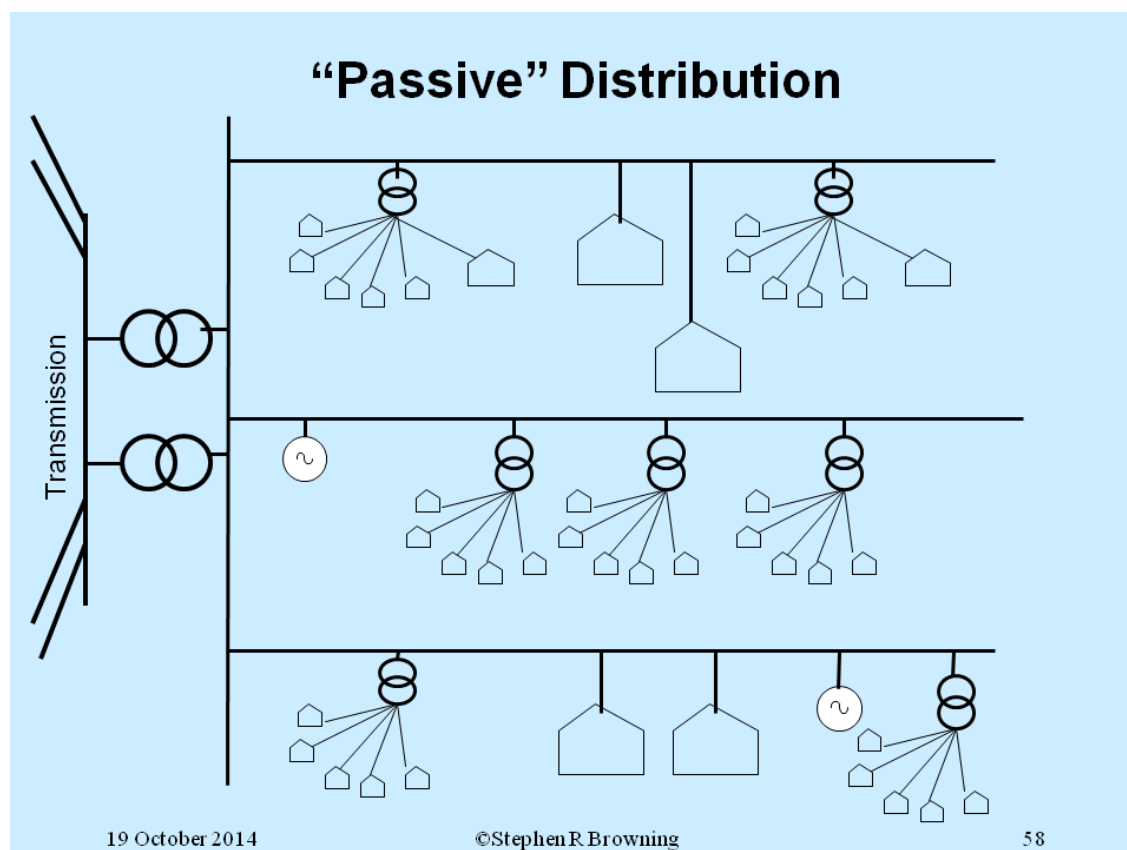 “Passive” Distribution
Transmission
19 October 2014
©Stephen R Browning
58